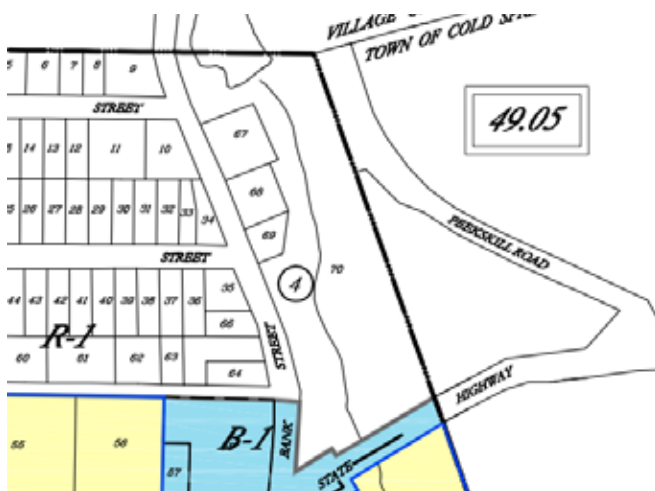 VILLAGE
TOWN OF COLD SPR
49.05
6 7 8 9
STREET
14 13 12 11 10
67
68
69
26 27 28 29 30 31 32 33 34
PEEKSKILL ROAD
STREET
4
70
44 43 42 41 40 39 38 37 36 35
66
R-1
STREET
60 61 62 63 64
HIGHWAY
55 56 57
B-1
BANK
STATE